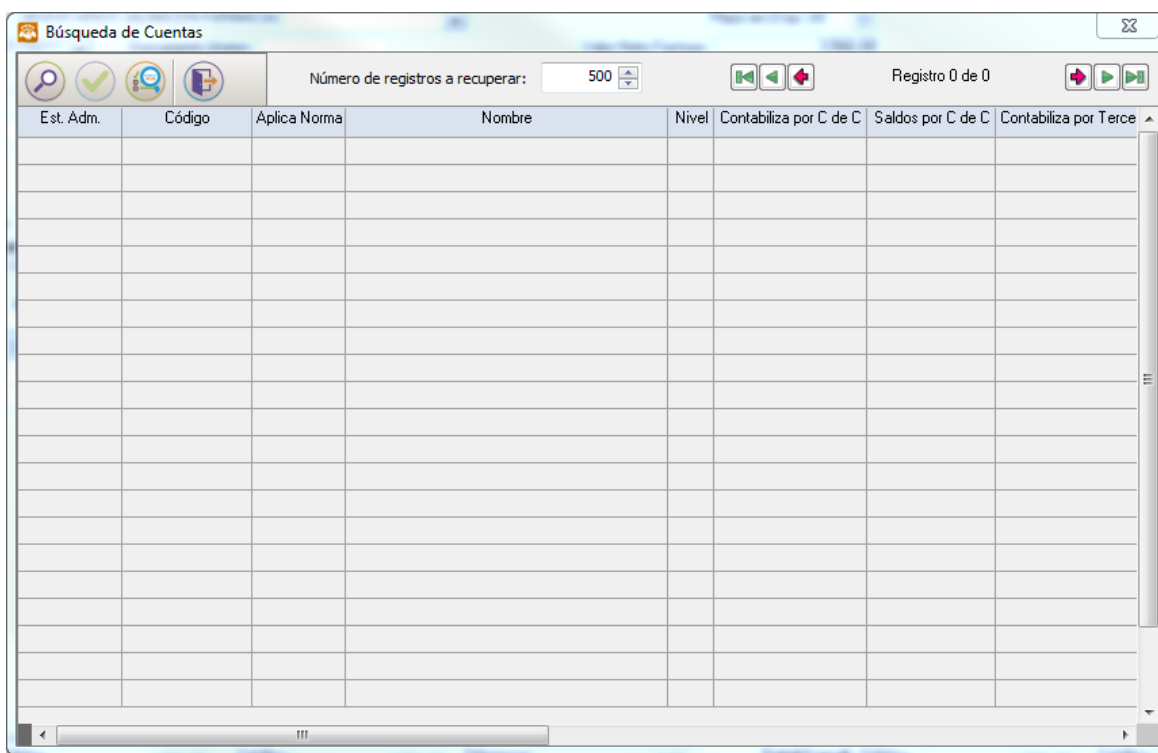 Búsqueda de Cuentas
Número de registros a recuperar: 500 Registro 0 de 0
Est. Adm. Código Aplica Norma Nombre Nivel Contabiliza por C de C Saldos por C de C Contabiliza por Terce